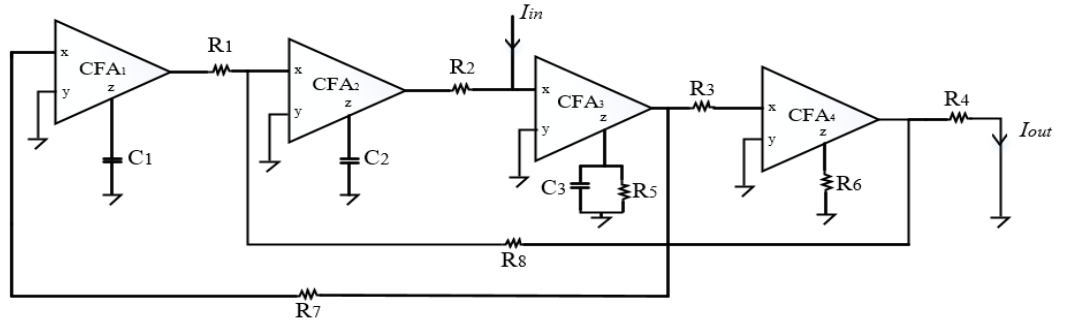 Iin
R1
R2
R3
R4
x
CFA1
z
y
x
CFA2
z
y
x
CFA3
z
y
x
CFA4
z
y
Iout
C1
C2
C3
R5
R6
R8
R7